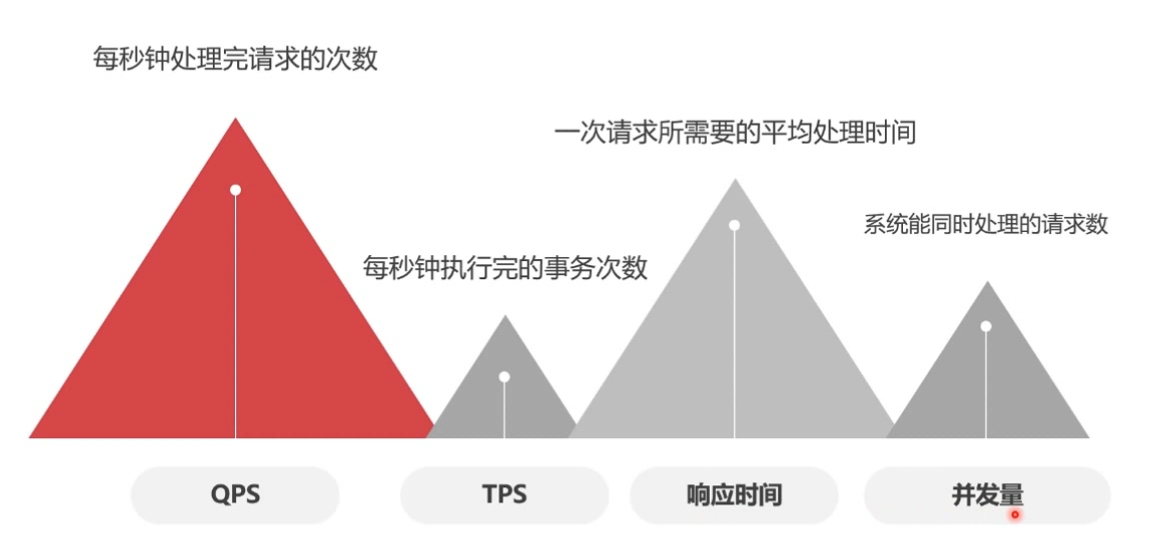 每秒钟处理完请求的次数
一次请求所需要的平均处理时间
系统能同时处理的请求数
每秒钟执行完的事务次数
QPS
TPS
响应时间
并发量